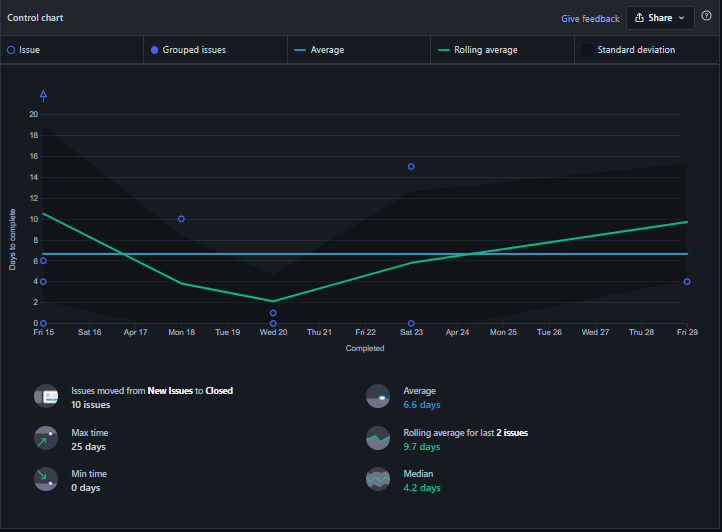 Control chart
Give feedback
Share
Issue
Grouped issues
Average
Rolling average
Standard deviation
Days to complete
20
18
16
14
12
10
8
6
4
2
0
Fri 15 Sat 16 Apr 17 Mon 18 Tue 19 Wed 20 Thu 21 Fri 22 Sat 23 Apr 24 Mon 25 Tue 26 Wed 27 Thu 28 Fri 29
Completed
Issues moved from New Issues to Closed
10 issues
Average
6.6 days
Max time
25 days
Rolling average for last 2 issues
9.7 days
Min time
0 days
Median
4.2 days